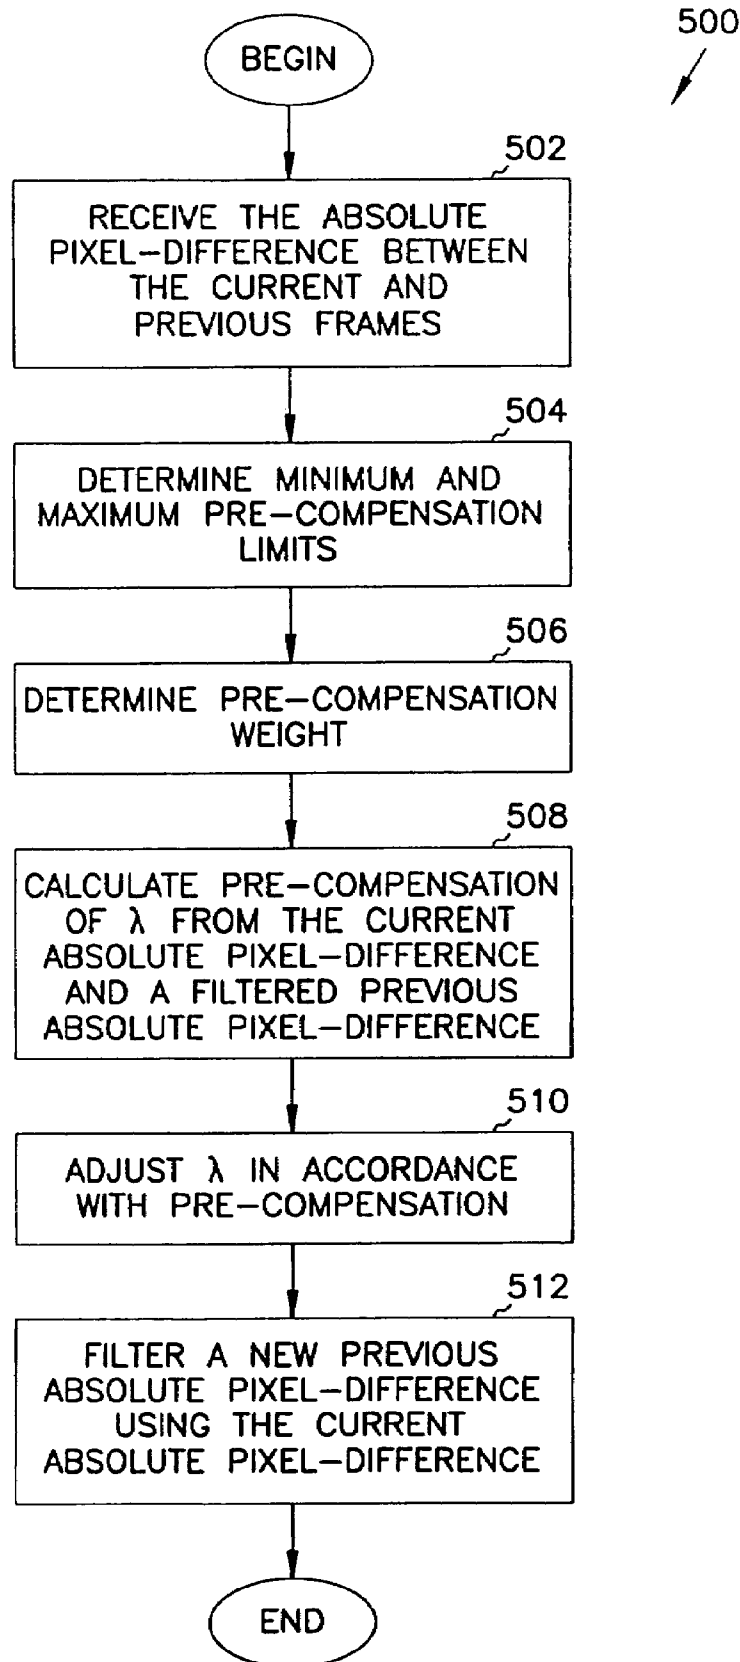 500
BEGIN
502
RECEIVE THE ABSOLUTE
PIXEL-DIFFERENCE BETWEEN
THE CURRENT AND
PREVIOUS FRAMES
504
DETERMINE MINIMUM AND
MAXIMUM PRE-COMPENSATION
LIMITS
506
DETERMINE PRE-COMPENSATION
WEIGHT
508
CALCULATE PRE-COMPENSATION
OF λ FROM THE CURRENT
ABSOLUTE PIXEL-DIFFERENCE
AND A FILTERED PREVIOUS
ABSOLUTE PIXEL-DIFFERENCE
510
ADJUST λ IN ACCORDANCE
WITH PRE-COMPENSATION
512
FILTER A NEW PREVIOUS
ABSOLUTE PIXEL-DIFFERENCE
USING THE CURRENT
ABSOLUTE PIXEL-DIFFERENCE
END